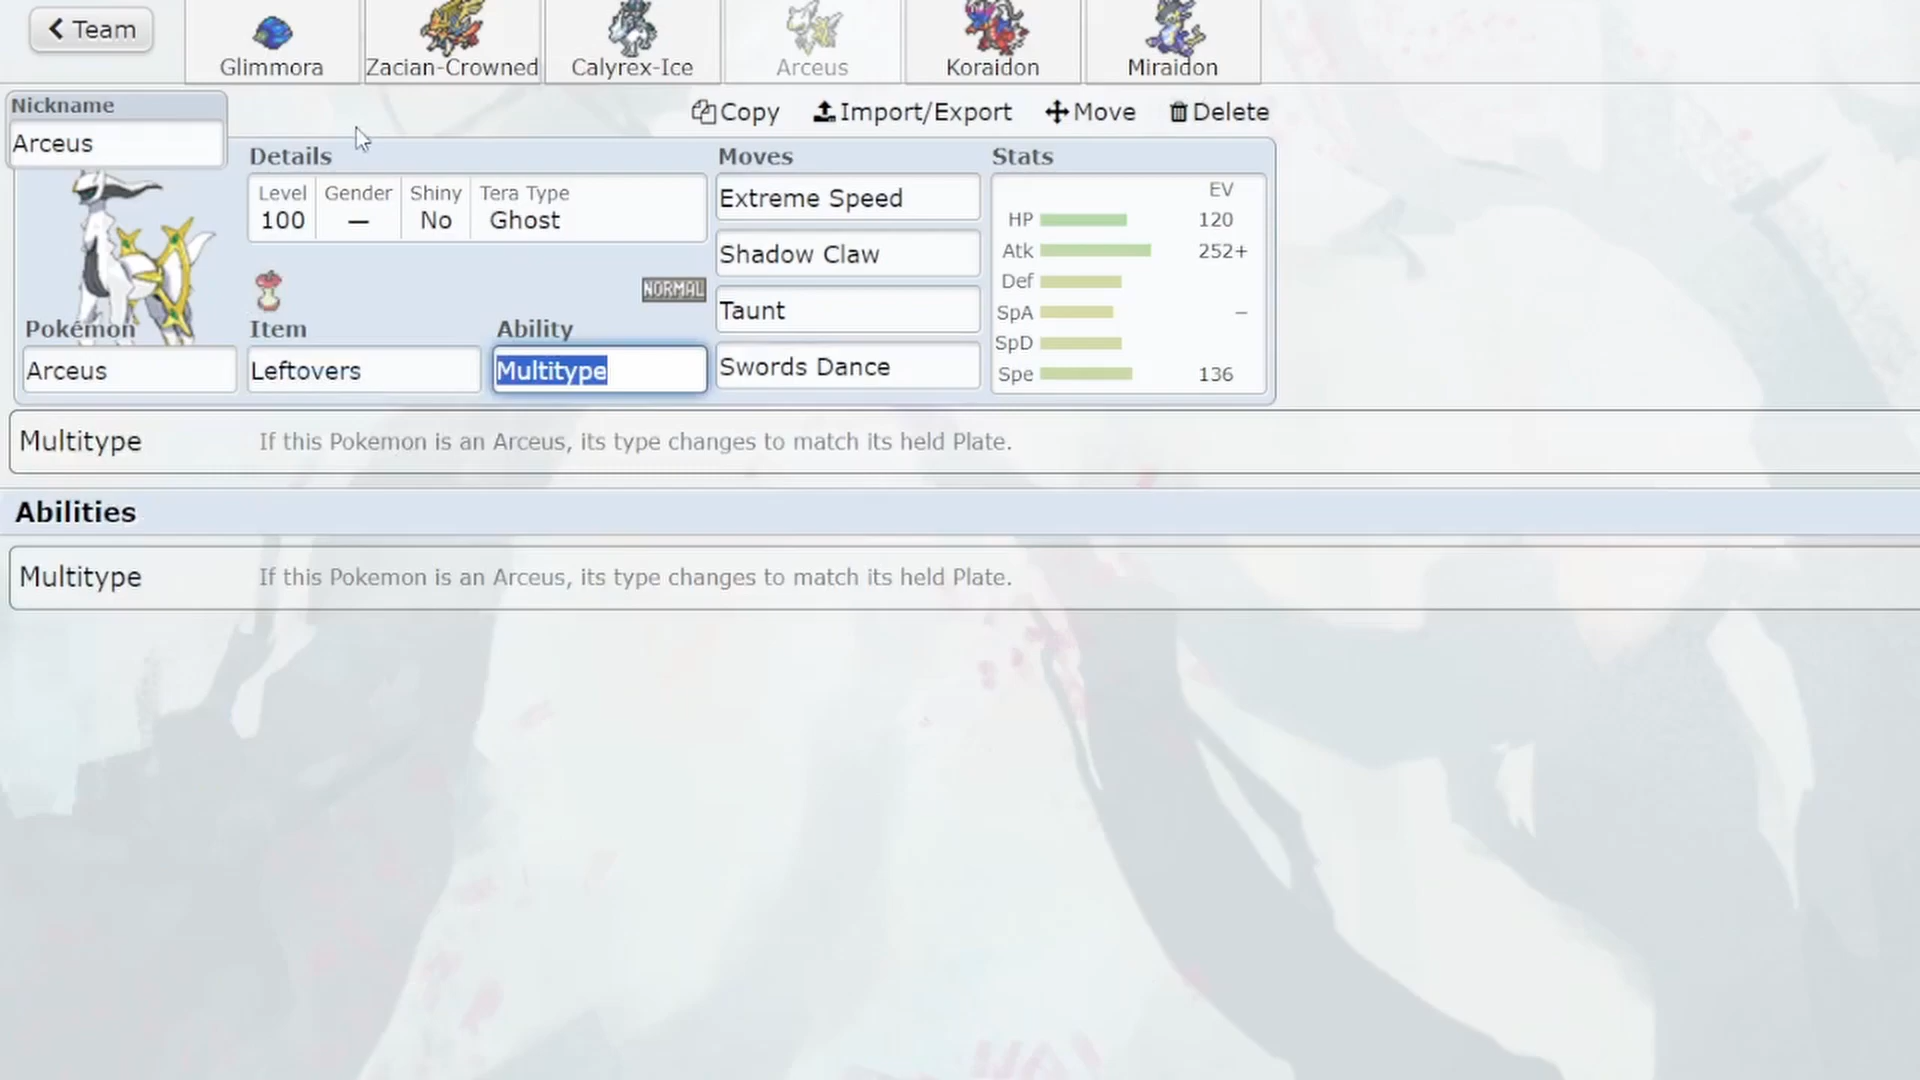 Team
Glimmora
Zacian-Crowned
Calyrex-Ice
Arceus
Koraidon
Miraidon
Nickname
Arceus
Copy
Import/Export
Move
Delete
Details
Moves
Stats
Level
Gender
Shiny
Tera Type
100
—
No
Ghost
NORMAL
Pokémon
Item
Ability
Arceus
Leftovers
Multitype
Extreme Speed
Shadow Claw
Taunt
Swords Dance
EV
HP 120
Atk 252+
Def
SpA –
SpD
Spe 136
Multitype If this Pokemon is an Arceus, its type changes to match its held Plate.
Abilities
Multitype If this Pokemon is an Arceus, its type changes to match its held Plate.